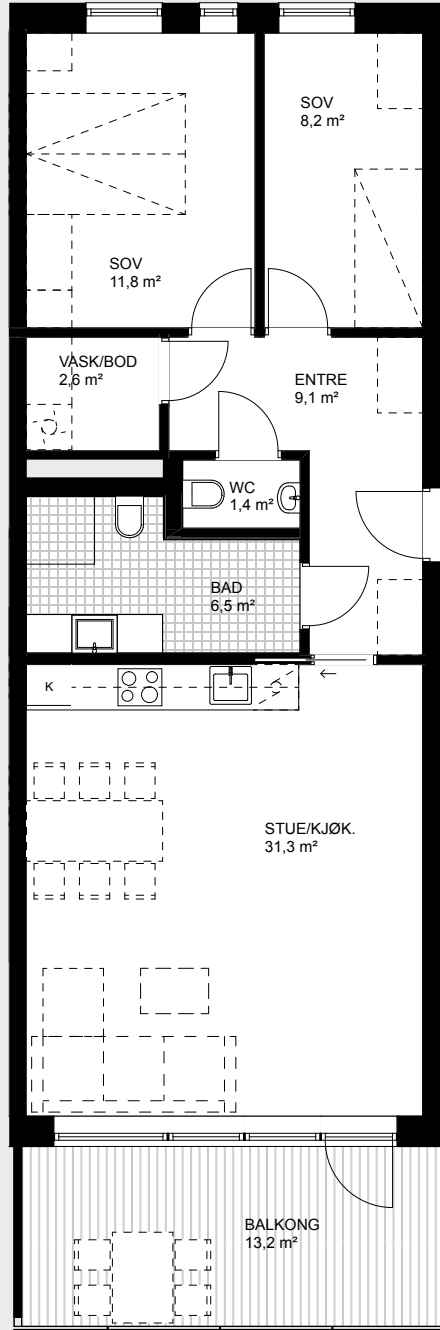 SOV
8,2 m²
SOV
11,8 m²
VASK/BOD
2,6 m²
ENTRE
9,1 m²
WC
1,4 m²
BAD
6,5 m²
K
STUE/KJØK.
31,3 m²
BALKONG
13,2 m²